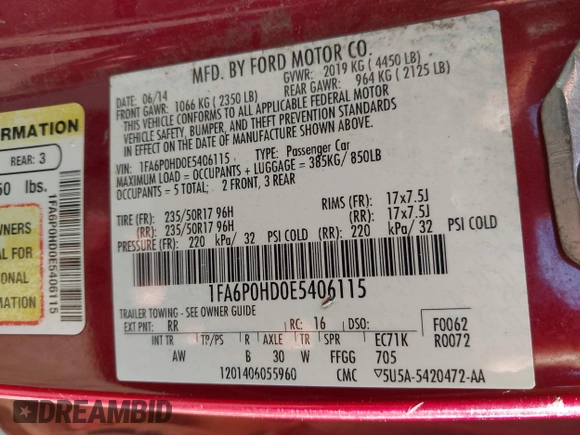 MFD. BY FORD MOTOR CO.
DATE: 06/14 GVWR: 2019 KG ( 4450 LB)
FRONT GAWR: 1066 KG ( 2350 LB) REAR GAWR: 964 KG ( 2125 LB)
THIS VEHICLE CONFORMS TO ALL APPLICABLE FEDERAL MOTOR
VEHICLE SAFETY, BUMPER, AND THEFT PREVENTION STANDARDS
IN EFFECT ON THE DATE OF MANUFACTURE SHOWN ABOVE.
VIN: 1FA6P0HD0E5406115 TYPE: Passenger Car
MAXIMUM LOAD = OCCUPANTS + LUGGAGE = 385KG/ 850LB
OCCUPANTS = 5 TOTAL; 2 FRONT, 3 REAR
TIRE (FR): 235/50R17 96H RIMS (FR): 17x7.5J
(RR): 235/50R17 96H (RR): 17x7.5J
PRESSURE (FR): 220 kPa/ 32 PSI COLD (RR): 220 kPa/ 32 PSI COLD
1FA6P0HD0E5406115
TRAILER TOWING - SEE OWNER GUIDE
EXT PNT: RR RC: 16 DSO: F0062
INT TR TP/PS R AXLE TR SPR EC71K R0072
AW B 30 W FFGG 705
1201406055960 CMC 5U5A-5420472-AA
FORMATION
REAR: 3
50 lbs.
WNERS
AL FOR
ONAL
MATION
1FA6P0HD0E5406115
DREAMBID